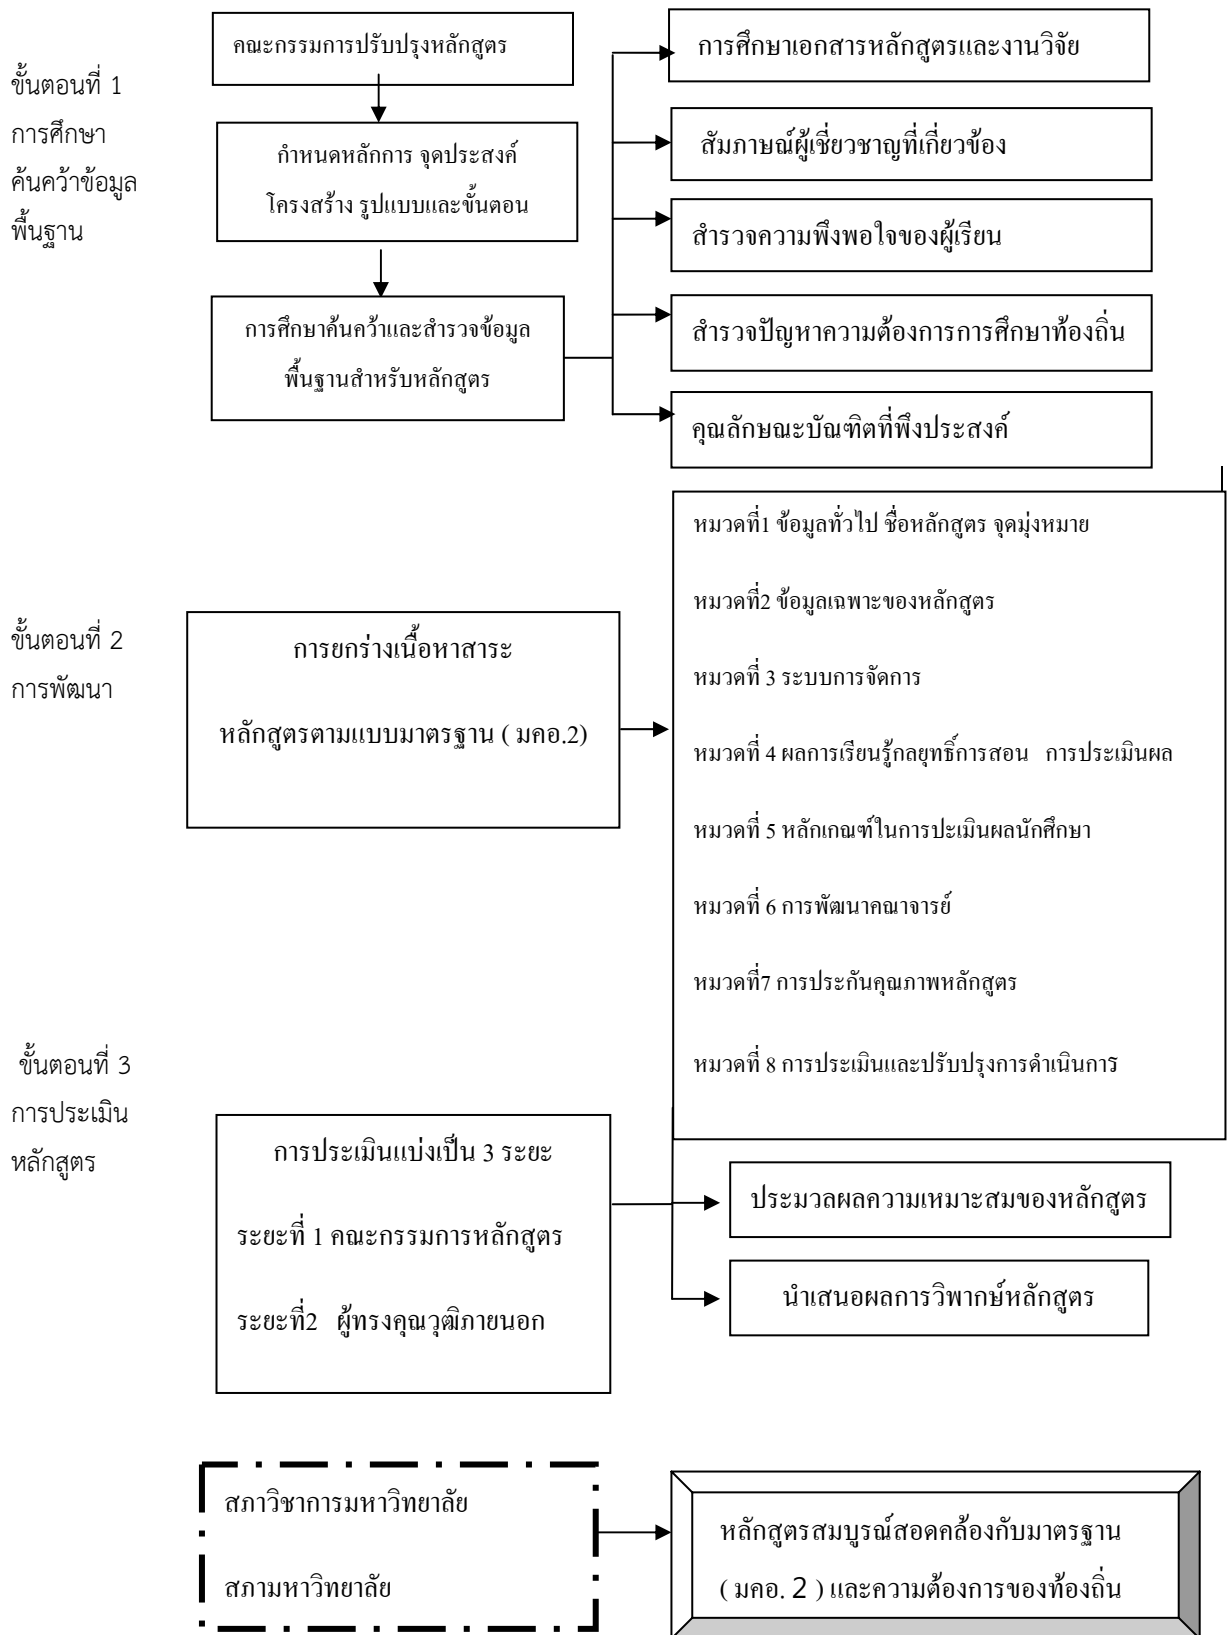 ขั้นตอนที่ 1
การศึกษา
ค้นคว้าข้อมูล
พื้นฐาน
คณะกรรมการปรับปรุงหลักสูตร
กำหนดหลักการ จุดประสงค์
โครงสร้าง รูปแบบและขั้นตอน
การศึกษาค้นคว้าและสำรวจข้อมูล
พื้นฐานสำหรับหลักสูตร
การศึกษาเอกสารหลักสูตรและงานวิจัย
สัมภาษณ์ผู้เชี่ยวชาญที่เกี่ยวข้อง
สำรวจความพึงพอใจของผู้เรียน
สำรวจปัญหาความต้องการการศึกษาท้องถิ่น
คุณลักษณะบัณฑิตที่พึงประสงค์
ขั้นตอนที่ 2
การพัฒนา
การยกร่างเนื้อหาสาระ
หลักสูตรตามแบบมาตรฐาน ( มคอ.2)
หมวดที่1 ข้อมูลทั่วไป ชื่อหลักสูตร จุดมุ่งหมาย
หมวดที่2 ข้อมูลเฉพาะของหลักสูตร
หมวดที่ 3 ระบบการจัดการ
หมวดที่ 4 ผลการเรียนรู้กลยุทธิ์การสอน การประเมินผล
หมวดที่ 5 หลักเกณฑ์ในการปะเมินผลนักศึกษา
หมวดที่ 6 การพัฒนาคณาจารย์
หมวดที่7 การประกันคุณภาพหลักสูตร
หมวดที่ 8 การประเมินและปรับปรุงการดำเนินการ
ขั้นตอนที่ 3
การประเมิน
หลักสูตร
การประเมินแบ่งเป็น 3 ระยะ
ระยะที่ 1 คณะกรรมการหลักสูตร
ระยะที่2 ผู้ทรงคุณวุฒิภายนอก
ประมวลผลความเหมาะสมของหลักสูตร
นำเสนอผลการวิพากษ์หลักสูตร
สภาวิชาการมหาวิทยาลัย
สภามหาวิทยาลัย
หลักสูตรสมบูรณ์สอดคล้องกับมาตรฐาน
( มคอ. 2 ) และความต้องการของท้องถิ่น